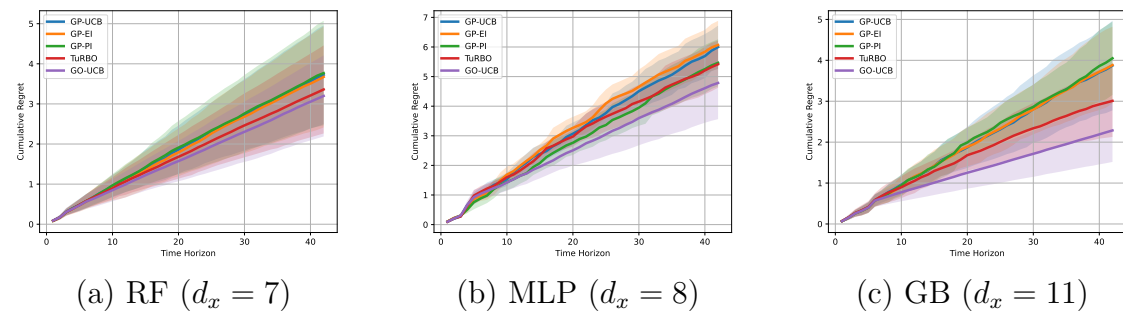 5
4
3
2
1
0
Cumulative Regret
GP-UCB
GP-EI
GP-PI
TuRBO
GO-UCB
0
10
20
30
40
Time Horizon
(a) RF (d_x = 7)
7
6
5
4
3
2
1
0
Cumulative Regret
GP-UCB
GP-EI
GP-PI
TuRBO
GO-UCB
0
10
20
30
40
Time Horizon
(b) MLP (d_x = 8)
5
4
3
2
1
0
Cumulative Regret
GP-UCB
GP-EI
GP-PI
TuRBO
GO-UCB
0
10
20
30
40
Time Horizon
(c) GB (d_x = 11)